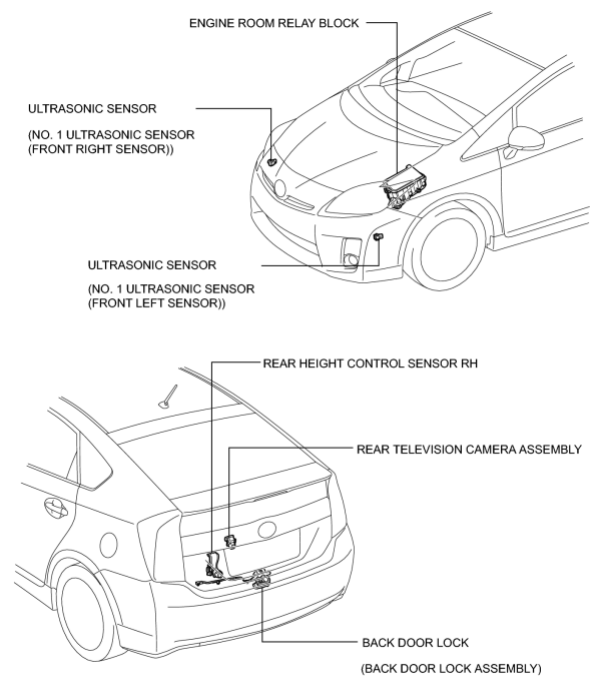 ENGINE ROOM RELAY BLOCK
ULTRASONIC SENSOR
(NO. 1 ULTRASONIC SENSOR
(FRONT RIGHT SENSOR))
ULTRASONIC SENSOR
(NO. 1 ULTRASONIC SENSOR
(FRONT LEFT SENSOR))
REAR HEIGHT CONTROL SENSOR RH
REAR TELEVISION CAMERA ASSEMBLY
BACK DOOR LOCK
(BACK DOOR LOCK ASSEMBLY)